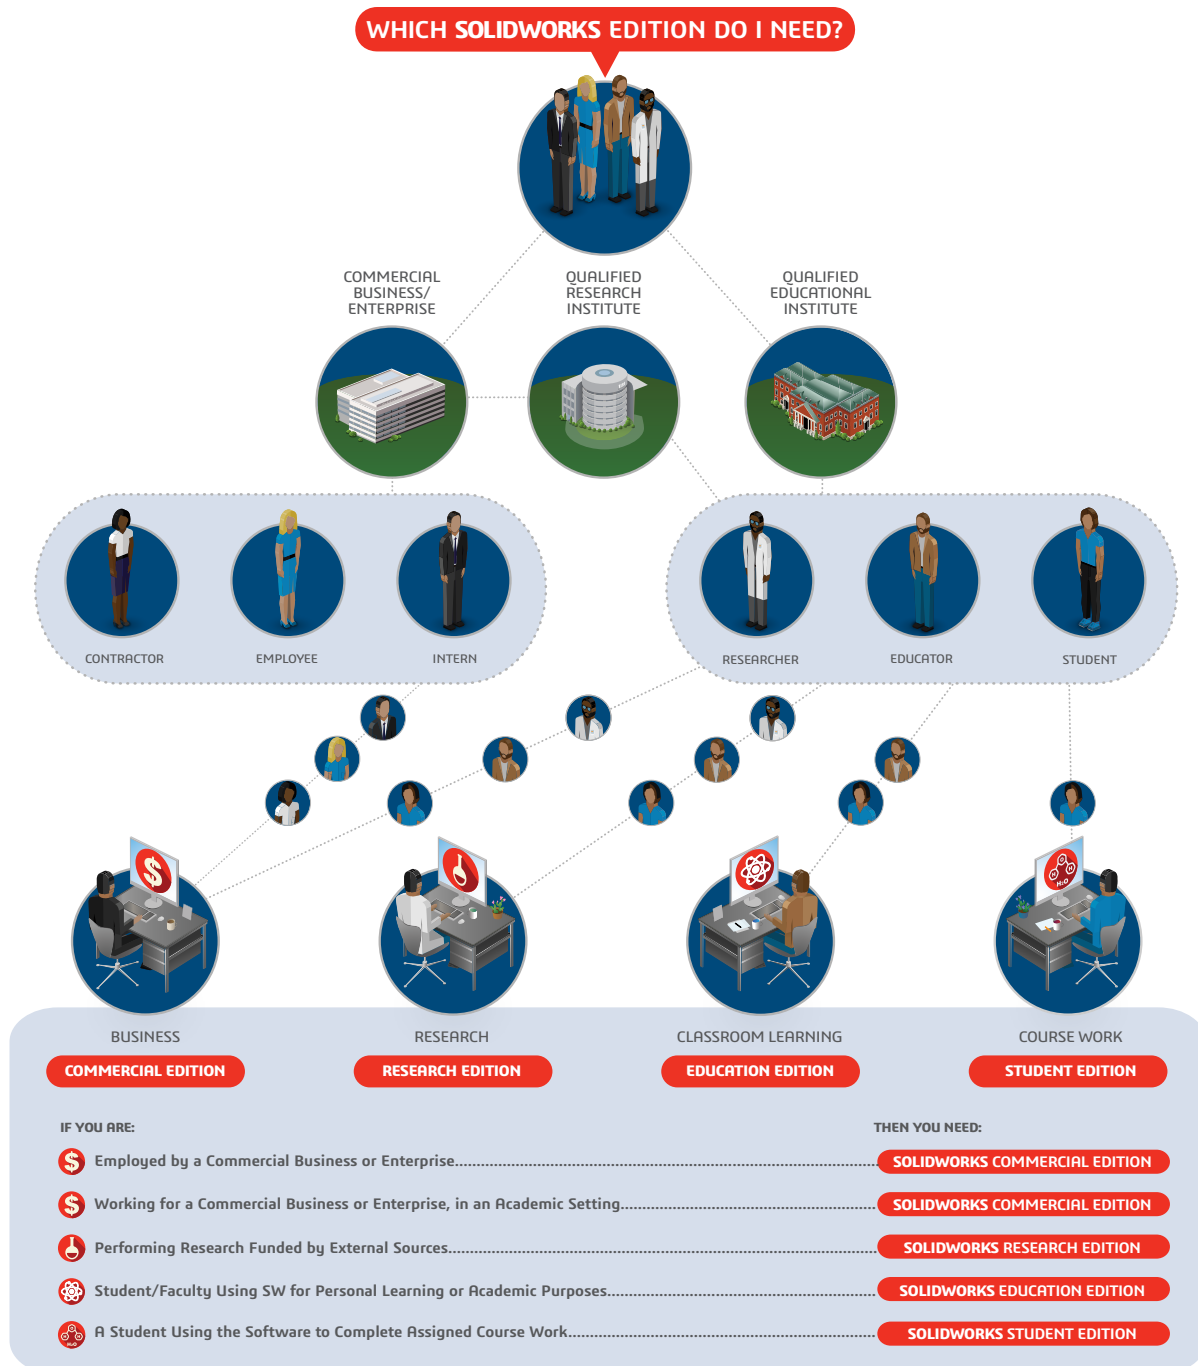 WHICH SOLIDWORKS EDITION DO I NEED?
COMMERCIAL
BUSINESS/
ENTERPRISE
QUALIFIED
RESEARCH
INSTITUTE
QUALIFIED
EDUCATIONAL
INSTITUTE
CONTRACTOR
EMPLOYEE
INTERN
RESEARCHER
EDUCATOR
STUDENT
$
H
O
H
H₂O
BUSINESS
RESEARCH
CLASSROOM LEARNING
COURSE WORK
COMMERCIAL EDITION
RESEARCH EDITION
EDUCATION EDITION
STUDENT EDITION
IF YOU ARE:
THEN YOU NEED:
$ Employed by a Commercial Business or Enterprise SOLIDWORKS COMMERCIAL EDITION
$ Working for a Commercial Business or Enterprise, in an Academic Setting SOLIDWORKS COMMERCIAL EDITION
Performing Research Funded by External Sources SOLIDWORKS RESEARCH EDITION
Student/Faculty Using SW for Personal Learning or Academic Purposes SOLIDWORKS EDUCATION EDITION
H₂O A Student Using the Software to Complete Assigned Course Work SOLIDWORKS STUDENT EDITION